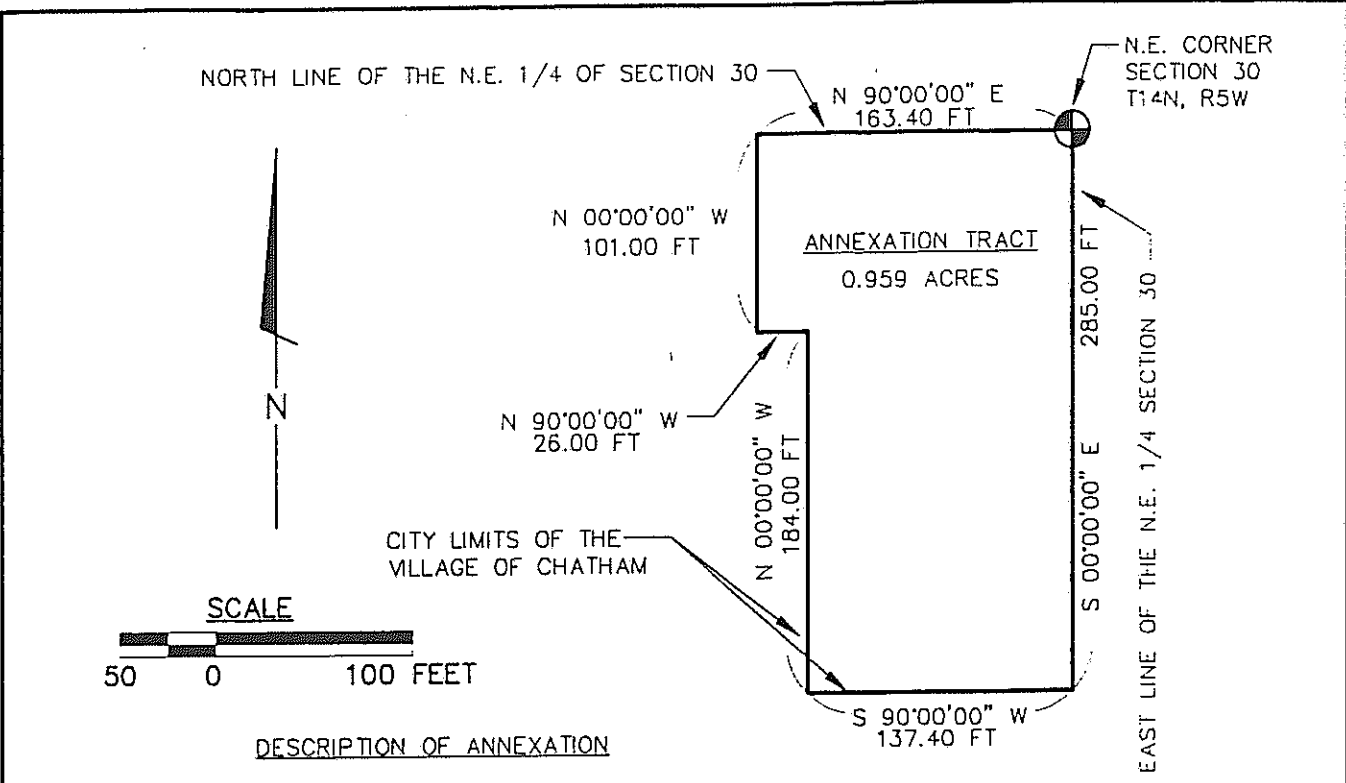 NORTH LINE OF THE N.E. 1/4 OF SECTION 30
N.E. CORNER
SECTION 30
T14N, R5W
N 90°00'00" E
163.40 FT
N 00°00'00" W
101.00 FT
ANNEXATION TRACT
0.959 ACRES
285.00 FT
S 00°00'00" E
EAST LINE OF THE N.E. 1/4 SECTION 30
N
N 90°00'00" W
26.00 FT
N 00°00'00" W
184.00 FT
CITY LIMITS OF THE
VILLAGE OF CHATHAM
SCALE
50 0 100 FEET
S 90°00'00" W
137.40 FT
DESCRIPTION OF ANNEXATION